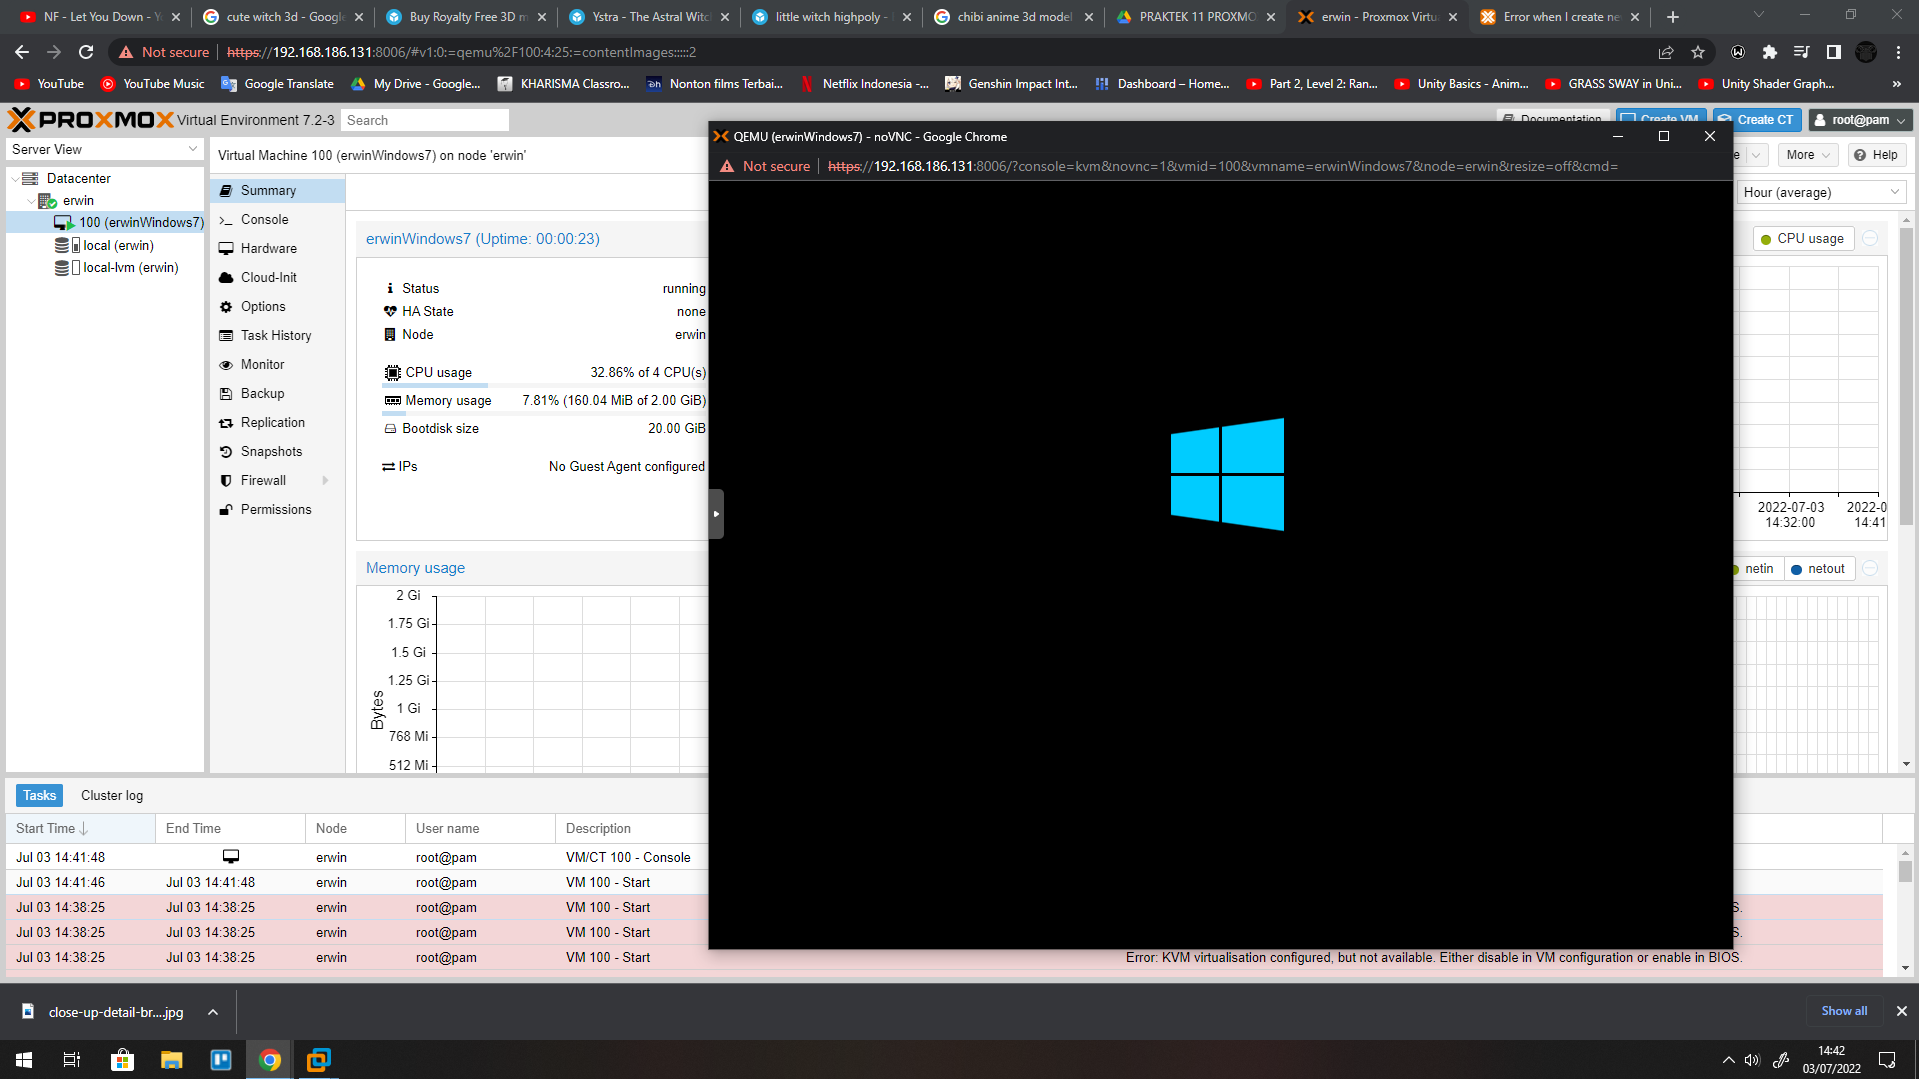 NF - Let You Down - Y
cute witch 3d - Google
Buy Royalty Free 3D m
Ystra - The Astral Witc
little witch highpoly -
chibi anime 3d model
PRAKTEK 11 PROXMO
erwin - Proxmox Virtu
Error when I create ne
Not secure https://192.168.186.131:8006/#v1:0:=qemu%2F100:4:25:=contentImages:::::2
YouTube
YouTube Music
Google Translate
My Drive - Google...
KHARISMA Classro...
Nonton films Terbai...
Netflix Indonesia -...
Genshin Impact Int...
Dashboard – Home...
Part 2, Level 2: Ran...
Unity Basics - Anim...
GRASS SWAY in Uni...
Unity Shader Graph...
PROXMOX Virtual Environment 7.2-3
Search
Documentation
Create VM
Create CT
root@pam
Server View
Datacenter
erwin
100 (erwinWindows7)
local (erwin)
local-lvm (erwin)
Virtual Machine 100 (erwinWindows7) on node 'erwin'
More
Help
Hour (average)
Summary
Console
Hardware
Cloud-Init
Options
Task History
Monitor
Backup
Replication
Snapshots
Firewall
Permissions
erwinWindows7 (Uptime: 00:00:23)
Status running
HA State none
Node erwin
CPU usage 32.86% of 4 CPU(s)
Memory usage 7.81% (160.04 MiB of 2.00 GiB)
Bootdisk size 20.00 GiB
IPs No Guest Agent configured
Memory usage
Bytes
2 Gi
1.75 Gi
1.5 Gi
1.25 Gi
1 Gi
768 Mi
512 Mi
QEMU (erwinWindows7) - noVNC - Google Chrome
Not secure https://192.168.186.131:8006/?console=kvm&novnc=1&vmid=100&vmname=erwinWindows7&node=erwin&resize=off&cmd=
CPU usage
2022-07-03 2022-0
14:32:00 14:41
netin netout
Tasks Cluster log
Start Time End Time Node User name Description
Jul 03 14:41:48 erwin root@pam VM/CT 100 - Console
Jul 03 14:41:46 Jul 03 14:41:48 erwin root@pam VM 100 - Start
Jul 03 14:38:25 Jul 03 14:38:25 erwin root@pam VM 100 - Start S.
Jul 03 14:38:25 Jul 03 14:38:25 erwin root@pam VM 100 - Start S.
Jul 03 14:38:25 Jul 03 14:38:25 erwin root@pam VM 100 - Start Error: KVM virtualisation configured, but not available. Either disable in VM configuration or enable in BIOS.
close-up-detail-br....jpg
Show all
14:42
03/07/2022